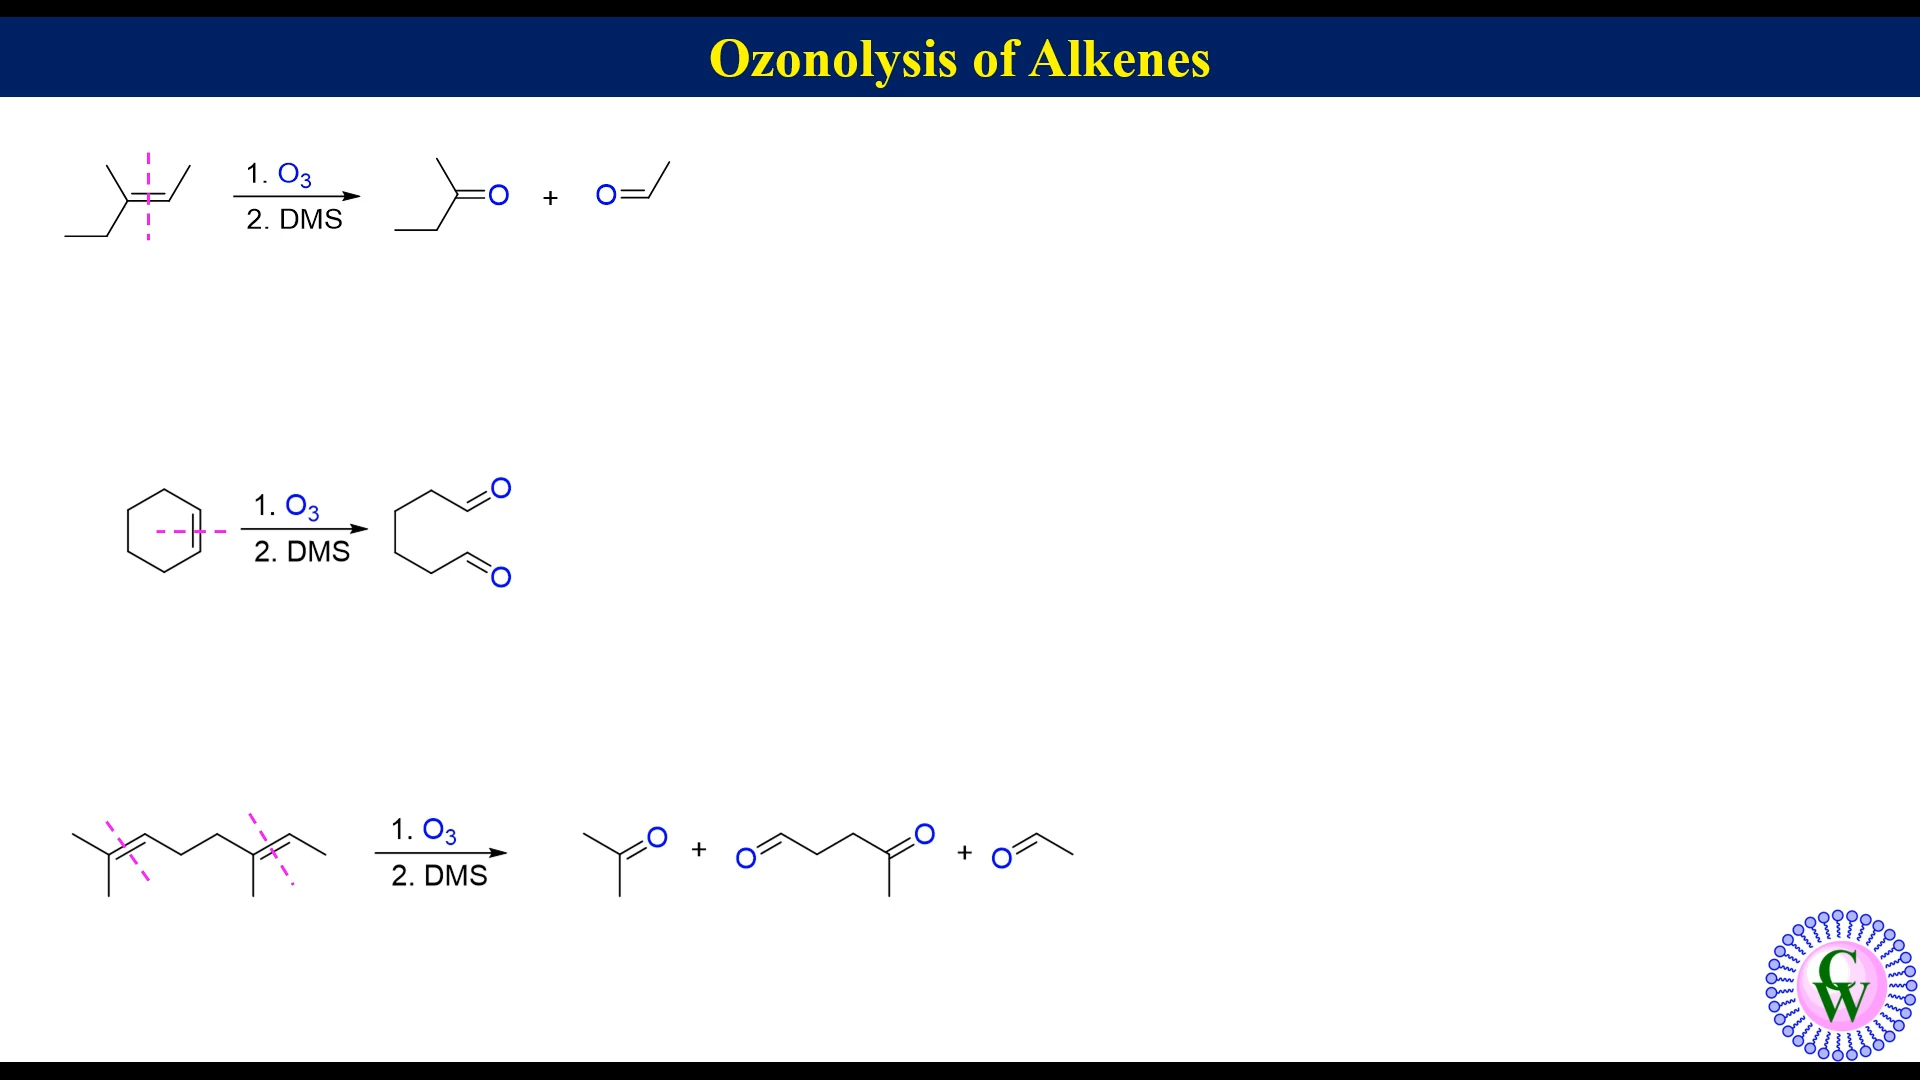 Ozonolysis of Alkenes
1. O₃
2. DMS
O + O
1. O₃
2. DMS
O
O
1. O₃
2. DMS
O + O O + O
CW